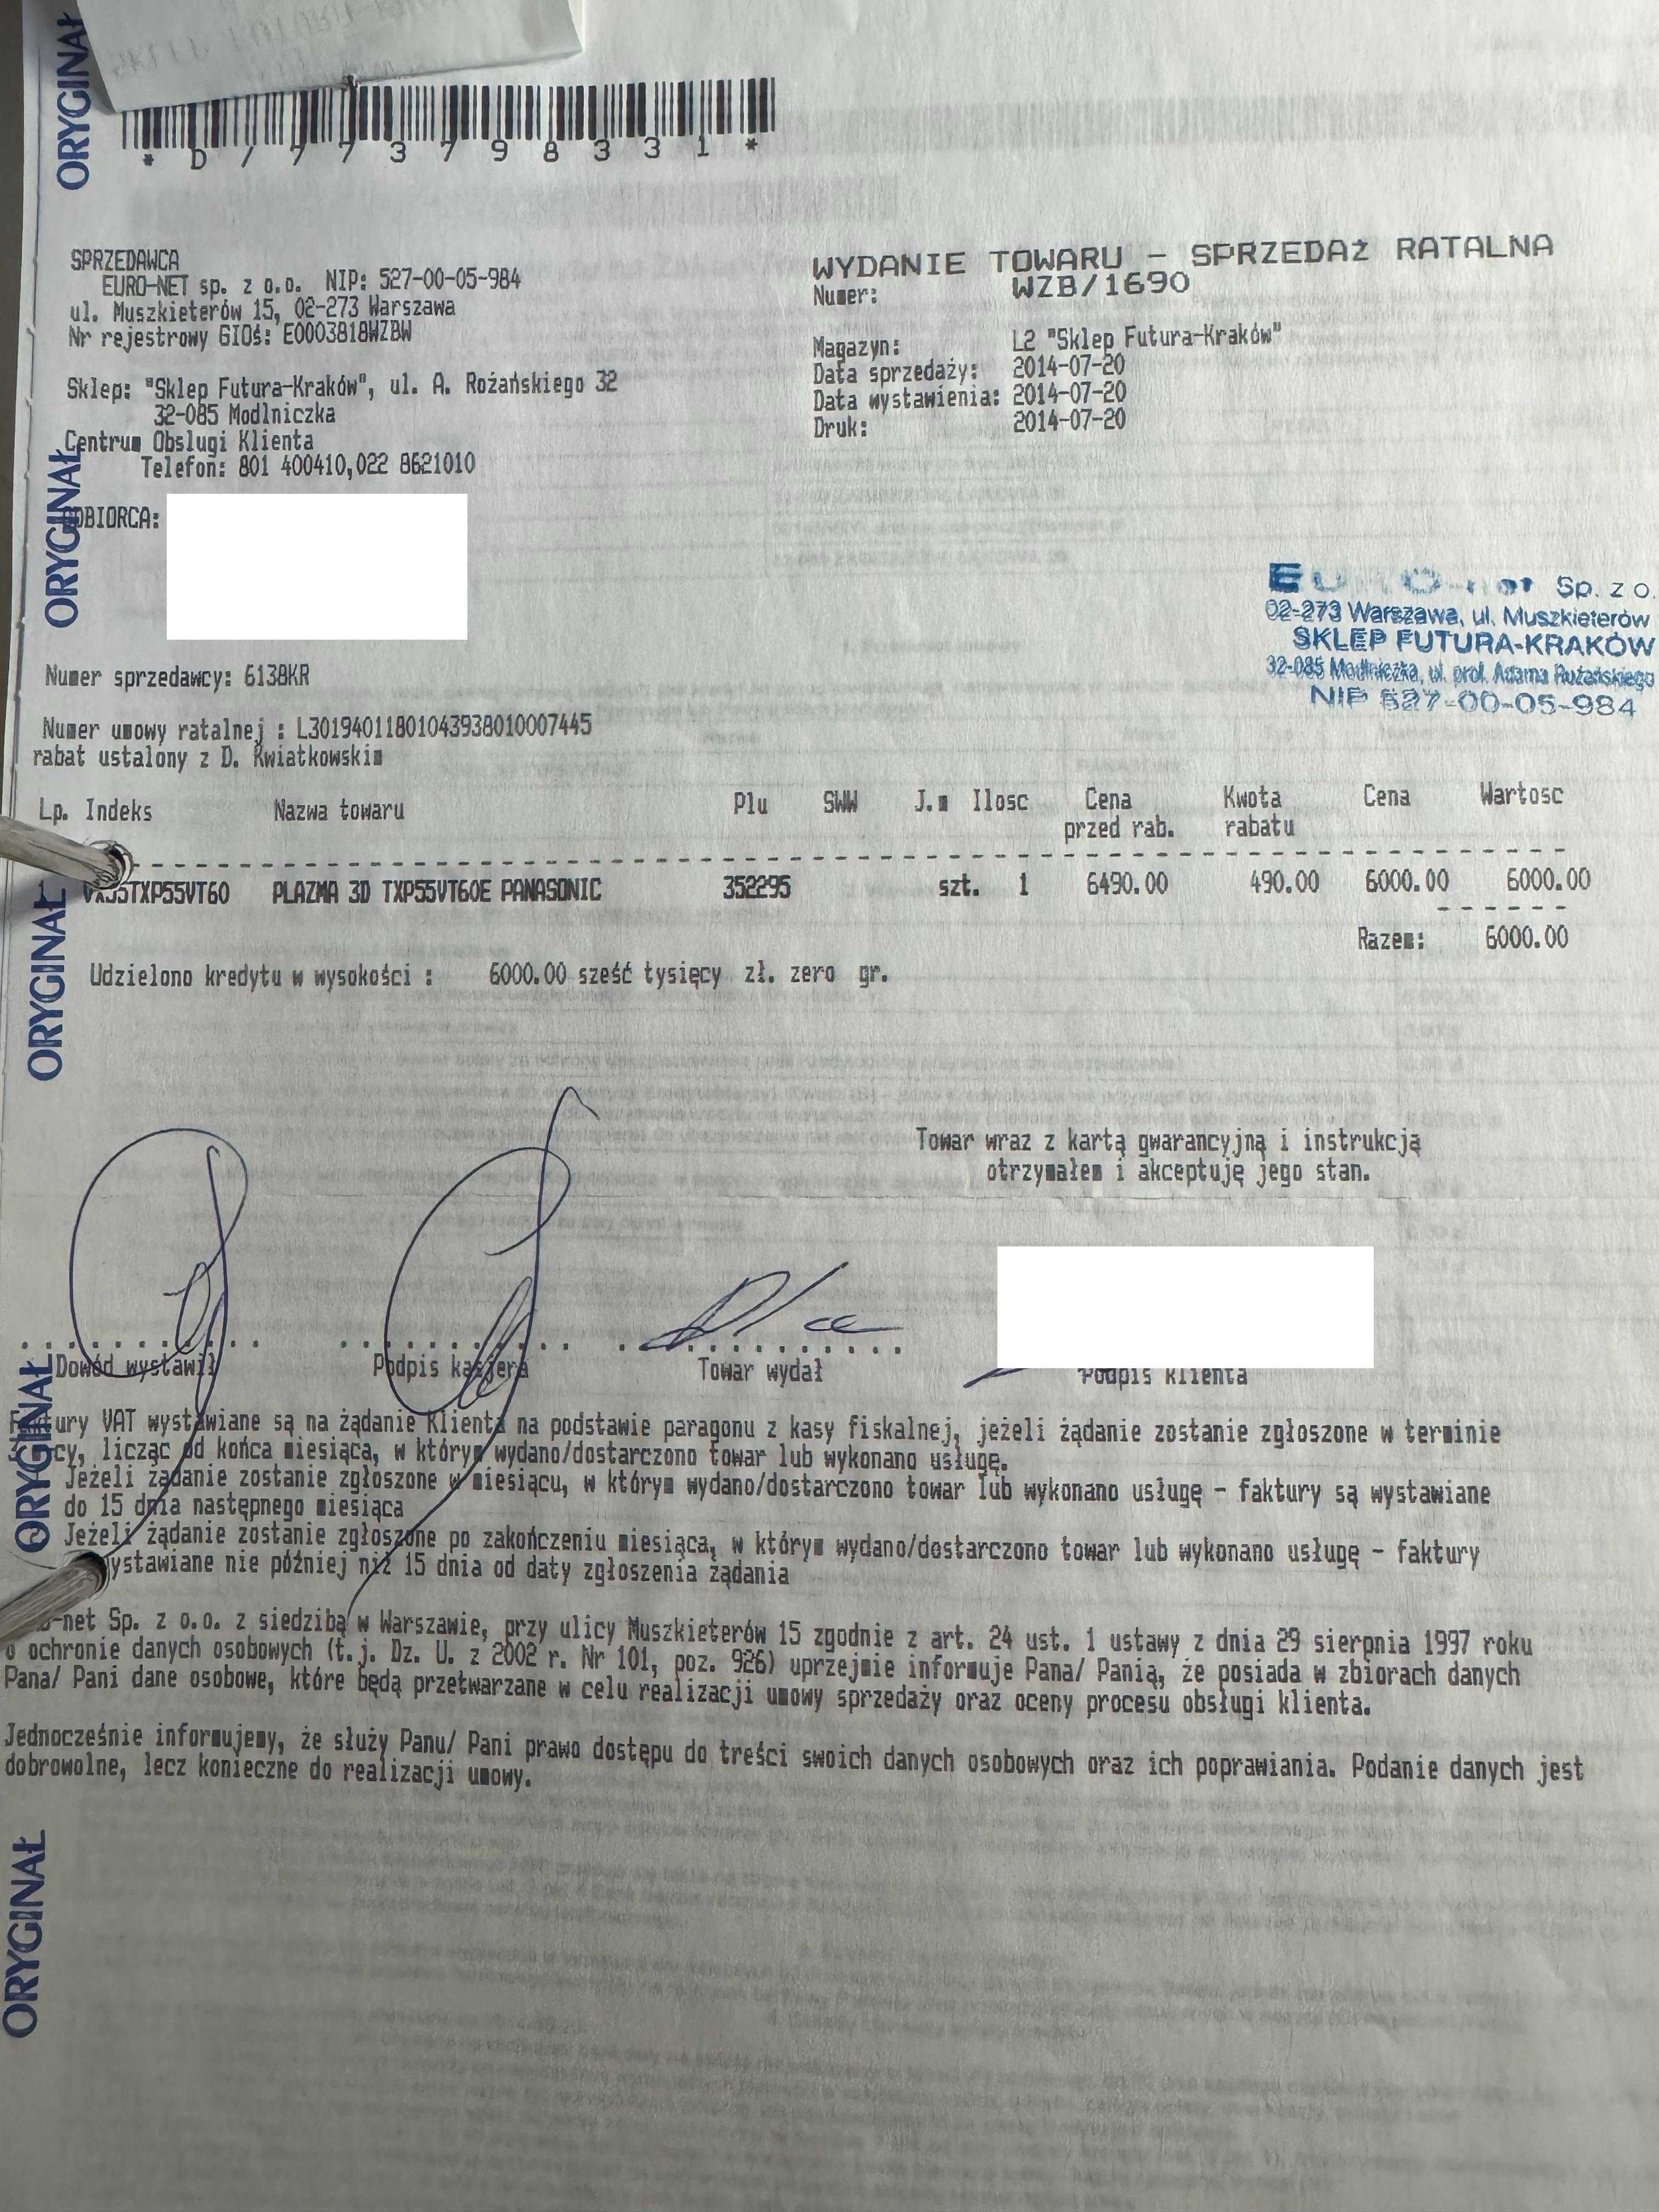 ORYGINAŁ
* D / 7 7 3 7 9 8 3 3 1 *
SPRZEDAWCA
EURO-NET sp. z o.o. NIP: 527-00-05-984
ul. Muszkieterów 15, 02-273 Warszawa
Nr rejestrowy GIOś: E0003818WZBW
WYDANIE TOWARU - SPRZEDAż RATALNA
Numer: WZB/1690
Magazyn: L2 "Sklep Futura-Kraków"
Data sprzedaży: 2014-07-20
Data wystawienia: 2014-07-20
Druk: 2014-07-20
Sklep: "Sklep Futura-Kraków", ul. A. Rożańskiego 32
32-085 Modlniczka
Centrum Obslugi Klienta
Telefon: 801 400410,022 8621010
ORYGINAŁ
ODBIORCA:
Sp. z o.
02-273 Warszawa, ul. Muszkieterów
SKLEP FUTURA-KRAKÓW
32-085 Modlniczka, ul. prof. Adama Rożańskiego
NIP 527-00-05-984
Numer sprzedawcy: 6138KR
Numer umowy ratalnej : L30194011801043938010007445
rabat ustalony z D. Kwiatkowskim
Lp. Indeks Nazwa towaru Plu SWW J.m Ilosc Cena przed rab. Kwota rabatu Cena Wartosc
PLAZMA 3D TXP55VT60E PANASONIC 352295 szt. 1 6490.00 490.00 6000.00 6000.00
Razem: 6000.00
ORYGINAŁ
Udzielono kredytu w wysokości : 6000.00 sześć tysięcy zł. zero gr.
Towar wraz z kartą gwarancyjną i instrukcją
otrzymałem i akceptuję jego stan.
Dowód wystawił Podpis kasjera Towar wydał Podpis klienta
ORYGINAŁ
Faktury VAT wystawiane są na żądanie Klienta na podstawie paragonu z kasy fiskalnej, jeżeli żądanie zostanie zgłoszone w terminie
licząc od końca miesiąca, w którym wydano/dostarczono towar lub wykonano usługę.
Jeżeli żądanie zostanie zgłoszone w miesiącu, w którym wydano/dostarczono towar lub wykonano usługę - faktury są wystawiane
do 15 dnia następnego miesiąca
Jeżeli żądanie zostanie zgłoszone po zakończeniu miesiąca, w którym wydano/dostarczono towar lub wykonano usługę - faktury
wystawiane nie później niż 15 dnia od daty zgłoszenia żądania
-net Sp. z o.o. z siedzibą w Warszawie, przy ulicy Muszkieterów 15 zgodnie z art. 24 ust. 1 ustawy z dnia 29 sierpnia 1997 roku
o ochronie danych osobowych (t.j. Dz. U. z 2002 r. Nr 101, poz. 926) uprzejmie informuje Pana/ Panią, że posiada w zbiorach danych
Pana/ Pani dane osobowe, które będą przetwarzane w celu realizacji umowy sprzedaży oraz oceny procesu obsługi klienta.
Jednocześnie informujemy, że służy Panu/ Pani prawo dostępu do treści swoich danych osobowych oraz ich poprawiania. Podanie danych jest
dobrowolne, lecz konieczne do realizacji umowy.
ORYGINAŁ